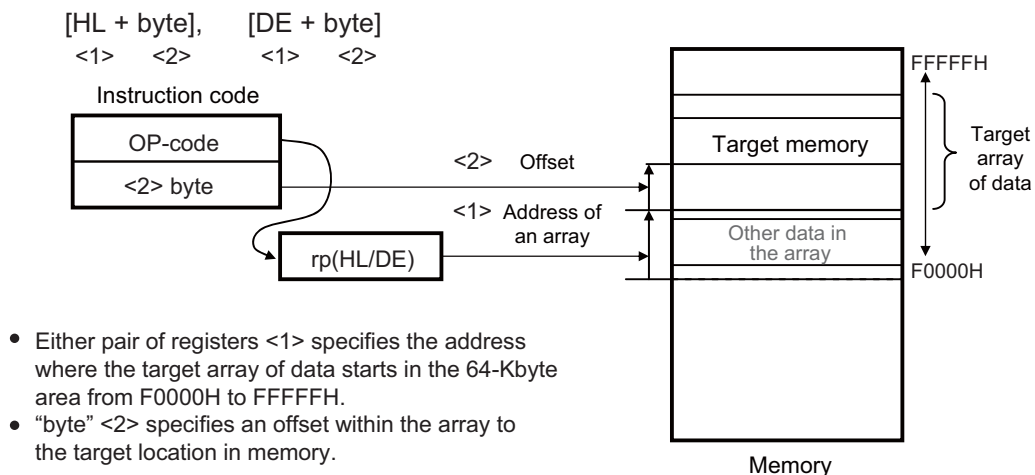 [HL + byte], [DE + byte]
<1> <2> <1> <2>
Instruction code
OP-code
<2> byte
<2> Offset
<1> Address of
an array
rp(HL/DE)
FFFFFH
Target memory
Target
array
of data
Other data in
the array
F0000H
Memory
• Either pair of registers <1> specifies the address
where the target array of data starts in the 64-Kbyte
area from F0000H to FFFFFH.
• “byte” <2> specifies an offset within the array to
the target location in memory.